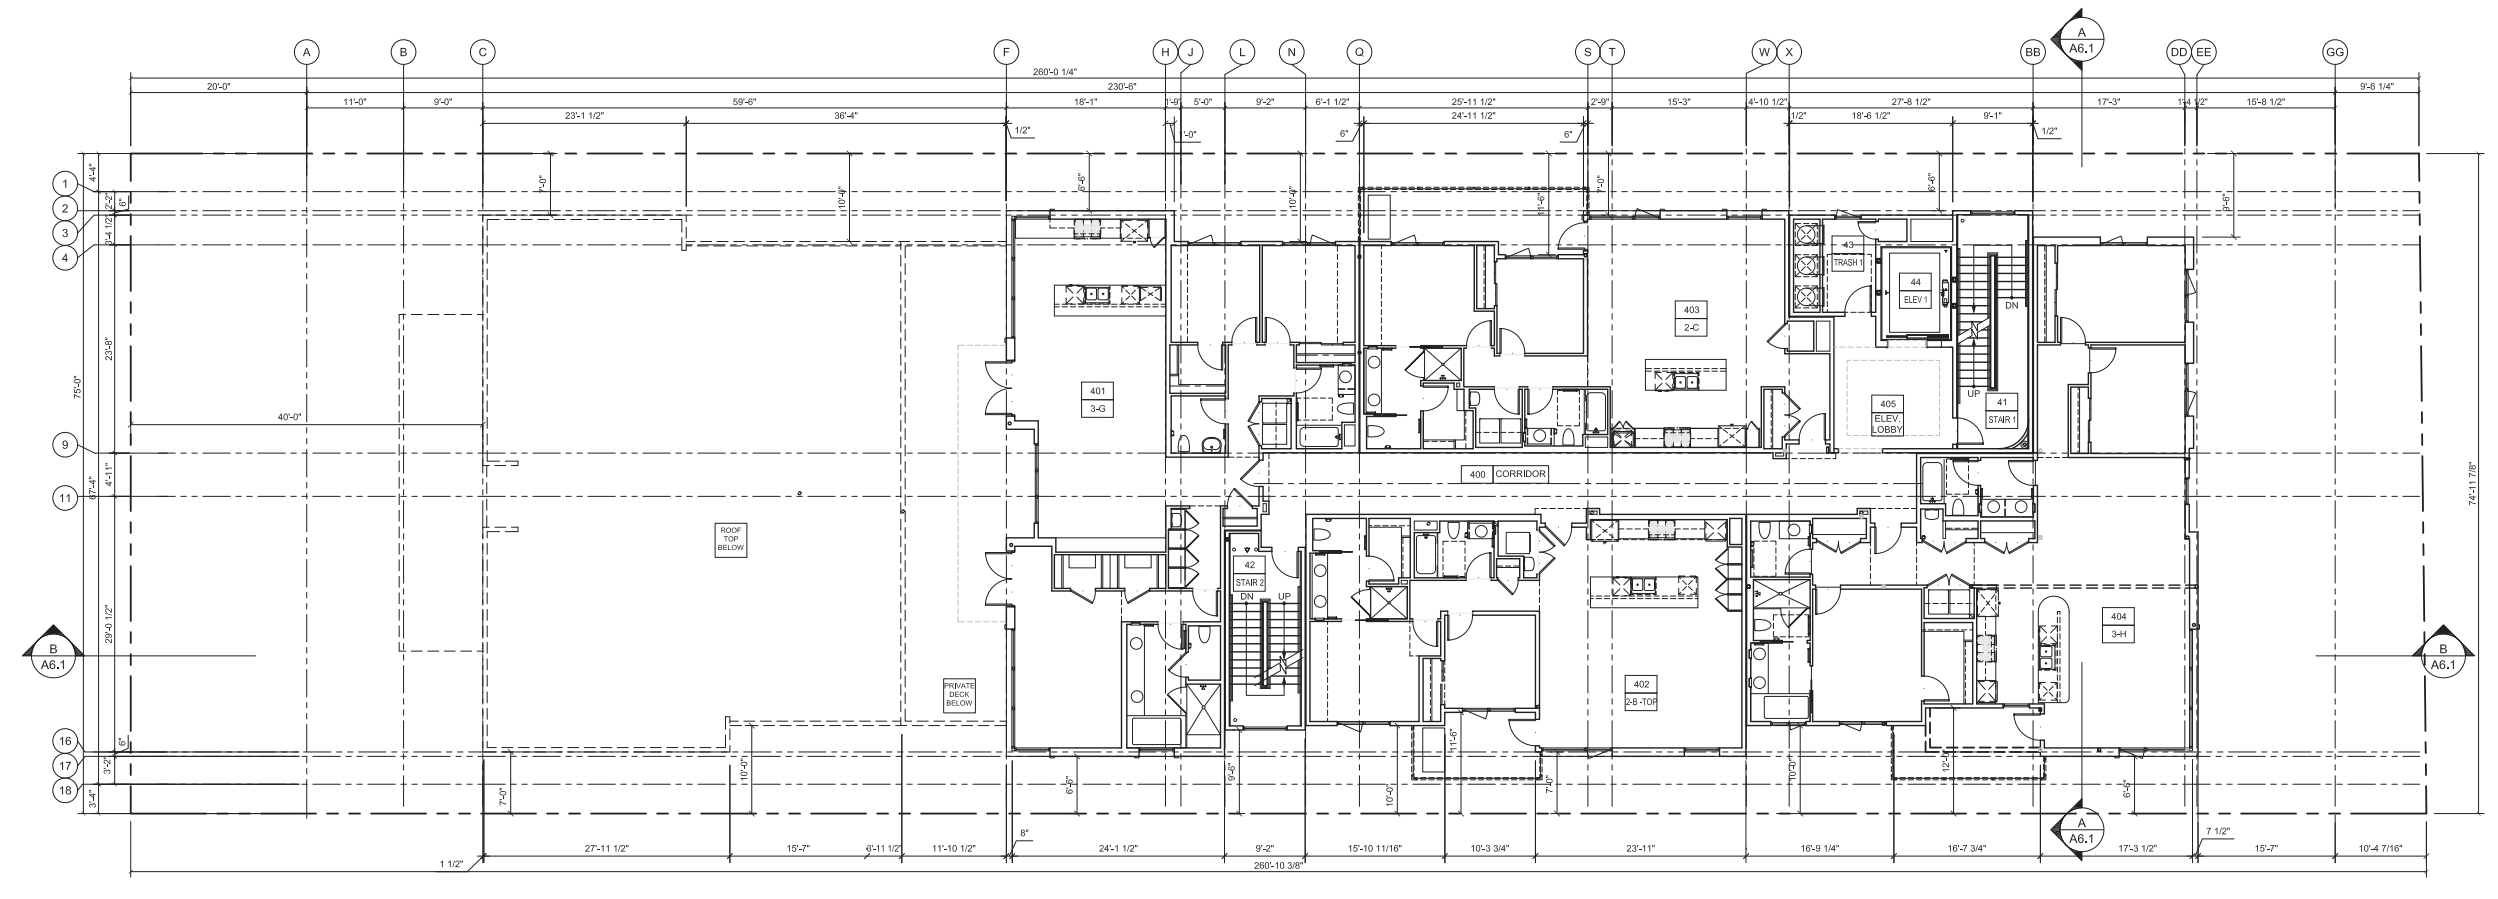 A
A6.1
A B C F H J L N Q S T W X BB DD EE GG
260'-0 1/4"
20'-0" 230'-6" 9'-6 1/4"
11'-0" 9'-0" 59'-6" 18'-1" 1'-9" 5'-0" 9'-2" 6'-1 1/2" 25'-11 1/2" 2'-9" 15'-3" 4'-10 1/2" 27'-8 1/2" 17'-3" 1'-4 1/2" 15'-8 1/2"
23'-1 1/2" 36'-4" 24'-11 1/2" 1/2" 18'-6 1/2" 9'-1"
1/2" 1'-0" 6" 6" 1/2"
4'-4"
7'-0" 10'-0" 6'-6" 10'-0" 11'-6" 7'-0" 6'-6" 9'-6"
1
2
3
4
2'-2"
6"
3'-4 1/2"
23'-8"
75'-0"
67'-4"
40'-0"
9
4'-11"
11
29'-0 1/2"
74'-11 7/8"
43
TRASH 1
44
ELEV 1
DN
UP
403
2-C
401
3-G
405
ELEV.
LOBBY
41
STAIR 1
400 CORRIDOR
ROOF
TOP
BELOW
42
STAIR 2
DN UP
404
3-H
402
2-B -TOP
PRIVATE
DECK
BELOW
B
A6.1
B
A6.1
16
17
18
6"
3'-2"
3'-4"
7'-0" 10'-0" 6'-6" 9'-6" 10'-0" 11'-6" 7'-0" 10'-0" 12'-0" 6'-6"
A
A6.1
8" 7 1/2"
27'-11 1/2" 15'-7" 11'-10 1/2" 24'-1 1/2" 9'-2" 15'-10 11/16" 10'-3 3/4" 23'-11" 16'-9 1/4" 16'-7 3/4" 17'-3 1/2" 15'-7" 10'-4 7/16"
1 1/2" 260'-10 3/8"